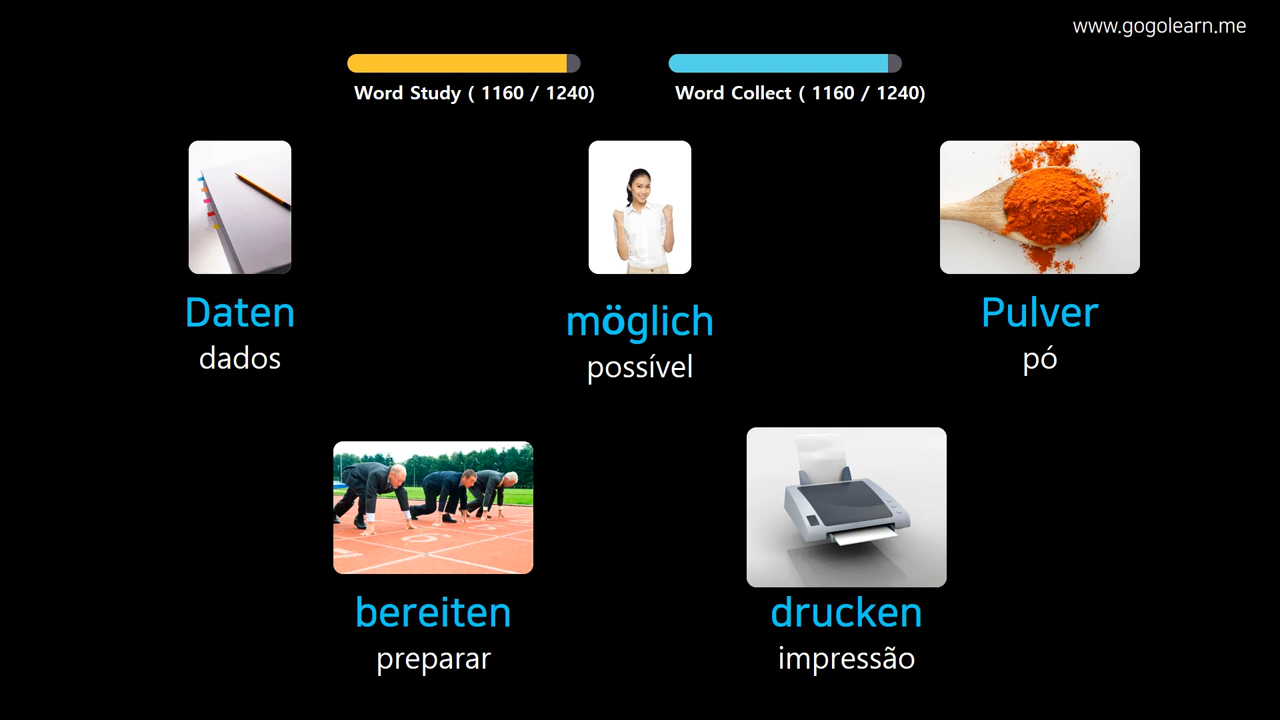 www.gogolearn.me
Word Study ( 1160 / 1240)
Word Collect ( 1160 / 1240)
Daten
dados
möglich
possível
Pulver
pó
bereiten
preparar
drucken
impressão